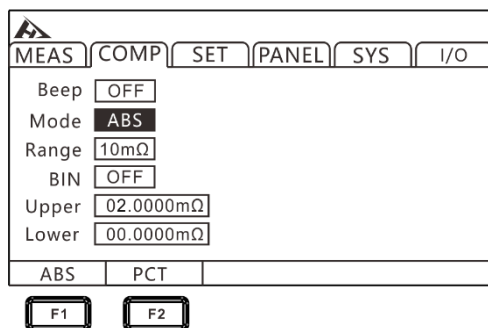 MEAS COMP SET PANEL SYS I/O
Beep OFF
Mode ABS
Range 10mΩ
BIN OFF
Upper 02.0000mΩ
Lower 00.0000mΩ
ABS PCT
F1 F2